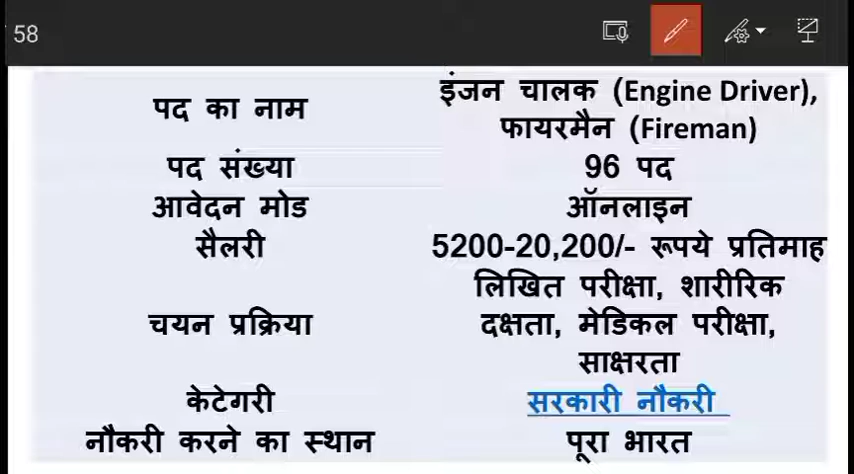 58
पद का नाम
इंजन चालक (Engine Driver),
फायरमैन (Fireman)
पद संख्या
96 पद
आवेदन मोड
ऑनलाइन
सैलरी
5200-20,200/- रूपये प्रतिमाह
चयन प्रक्रिया
लिखित परीक्षा, शारीरिक
दक्षता, मेडिकल परीक्षा,
साक्षरता
केटेगरी
सरकारी नौकरी
नौकरी करने का स्थान
पूरा भारत